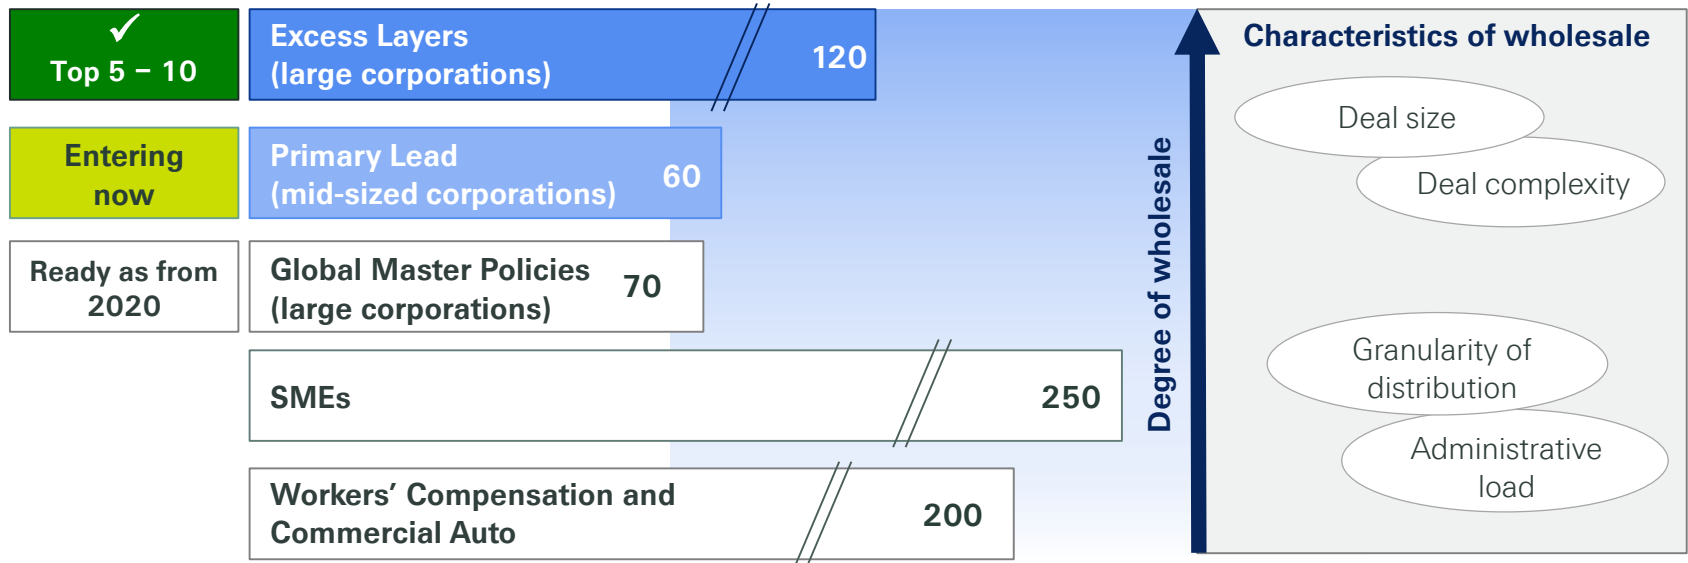 ✓
Top 5 – 10
Excess Layers
(large corporations)
120
Entering
now
Primary Lead
(mid-sized corporations)
60
Ready as from
2020
Global Master Policies
(large corporations)
70
SMEs
250
Workers’ Compensation and
Commercial Auto
200
Degree of wholesale
Characteristics of wholesale
Deal size
Deal complexity
Granularity of
distribution
Administrative
load